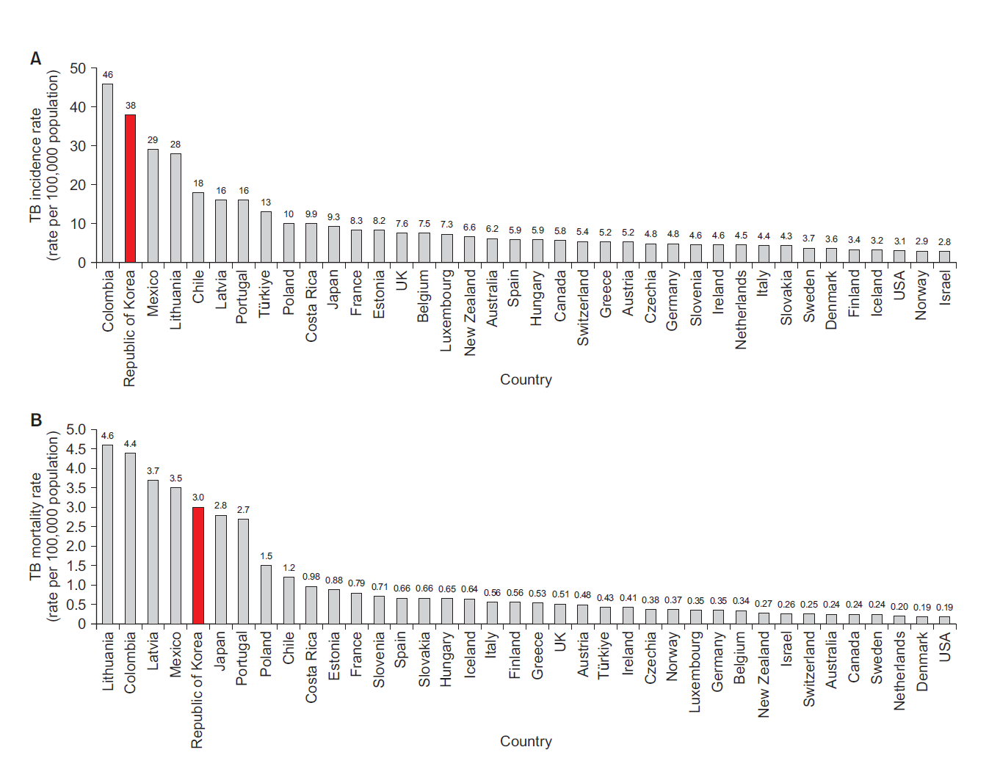 A
TB incidence rate
(rate per 100,000 population)
50
40
30
20
10
0
46
38
29
28
18
16
16
13
10
9.9
9.3
8.3
8.2
7.6
7.5
7.3
6.6
6.2
5.9
5.9
5.8
5.4
5.2
5.2
4.8
4.8
4.6
4.6
4.5
4.4
4.3
3.7
3.6
3.4
3.2
3.1
2.9
2.8
Colombia
Republic of Korea
Mexico
Lithuania
Chile
Latvia
Portugal
Türkiye
Poland
Costa Rica
Japan
France
Estonia
UK
Belgium
Luxembourg
New Zealand
Australia
Spain
Hungary
Canada
Switzerland
Greece
Austria
Czechia
Germany
Slovenia
Ireland
Netherlands
Italy
Slovakia
Sweden
Denmark
Finland
Iceland
USA
Norway
Israel
Country
B
TB mortality rate
(rate per 100,000 population)
5.0
4.5
4.0
3.5
3.0
2.5
2.0
1.5
1.0
0.5
0
4.6
4.4
3.7
3.5
3.0
2.8
2.7
1.5
1.2
0.98
0.88
0.79
0.71
0.66
0.66
0.65
0.64
0.56
0.56
0.53
0.51
0.48
0.43
0.41
0.38
0.37
0.35
0.35
0.34
0.27
0.26
0.25
0.24
0.24
0.24
0.20
0.19
0.19
Lithuania
Colombia
Latvia
Mexico
Republic of Korea
Japan
Portugal
Poland
Chile
Costa Rica
Estonia
France
Slovenia
Spain
Slovakia
Hungary
Iceland
Italy
Finland
Greece
UK
Austria
Türkiye
Ireland
Czechia
Norway
Luxembourg
Germany
Belgium
New Zealand
Israel
Switzerland
Australia
Canada
Sweden
Netherlands
Denmark
USA
Country